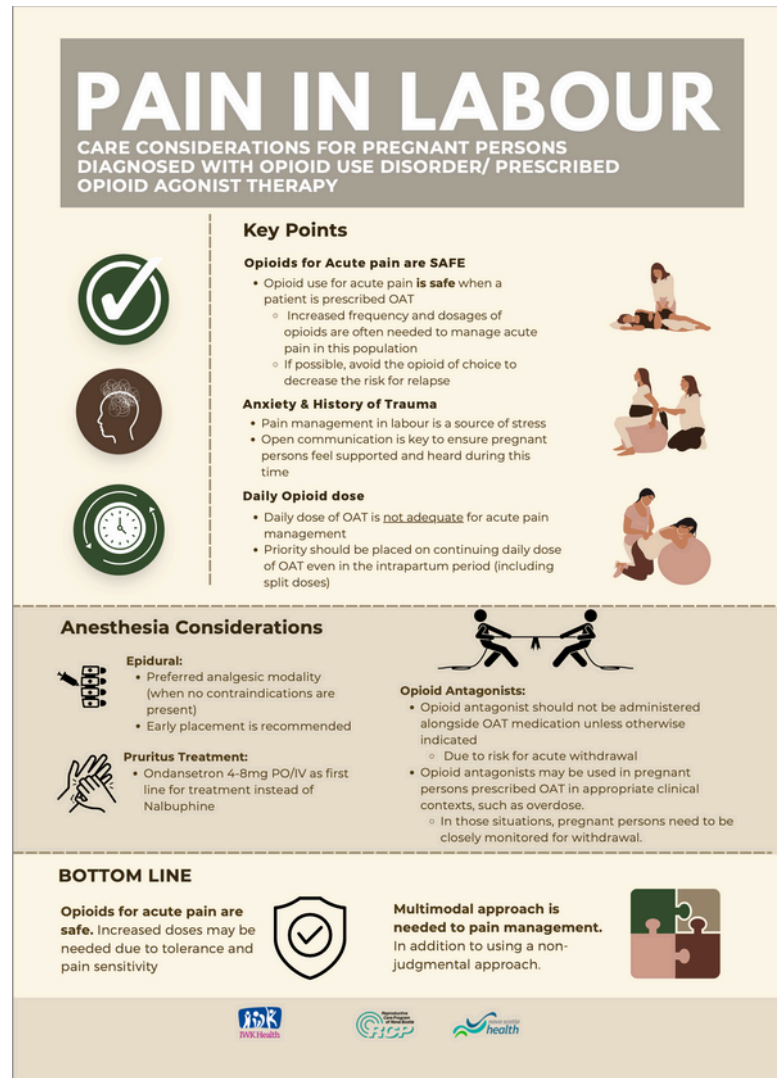 PAIN IN LABOUR
CARE CONSIDERATIONS FOR PREGNANT PERSONS
DIAGNOSED WITH OPIOID USE DISORDER/ PRESCRIBED
OPIOID AGONIST THERAPY
Key Points
Opioids for Acute pain are SAFE
• Opioid use for acute pain is safe when a
patient is prescribed OAT
◦ Increased frequency and dosages of
opioids are often needed to manage acute
pain in this population
◦ If possible, avoid the opioid of choice to
decrease the risk for relapse
Anxiety & History of Trauma
• Pain management in labour is a source of stress
• Open communication is key to ensure pregnant
persons feel supported and heard during this
time
Daily Opioid dose
• Daily dose of OAT is not adequate for acute pain
management
• Priority should be placed on continuing daily dose
of OAT even in the intrapartum period (including
split doses)
Anesthesia Considerations
Epidural:
• Preferred analgesic modality
(when no contraindications are
present)
• Early placement is recommended
Pruritus Treatment:
• Ondansetron 4-8mg PO/IV as first
line for treatment instead of
Nalbuphine
Opioid Antagonists:
• Opioid antagonist should not be administered
alongside OAT medication unless otherwise
indicated
◦ Due to risk for acute withdrawal
• Opioid antagonists may be used in pregnant
persons prescribed OAT in appropriate clinical
contexts, such as overdose.
◦ In those situations, pregnant persons need to be
closely monitored for withdrawal.
BOTTOM LINE
Opioids for acute pain are
safe. Increased doses may be
needed due to tolerance and
pain sensitivity
Multimodal approach is
needed to pain management.
In addition to using a non-
judgmental approach.
IWK Health
Reproductive
Care Program
of Nova Scotia
RCP
nova scotia
health